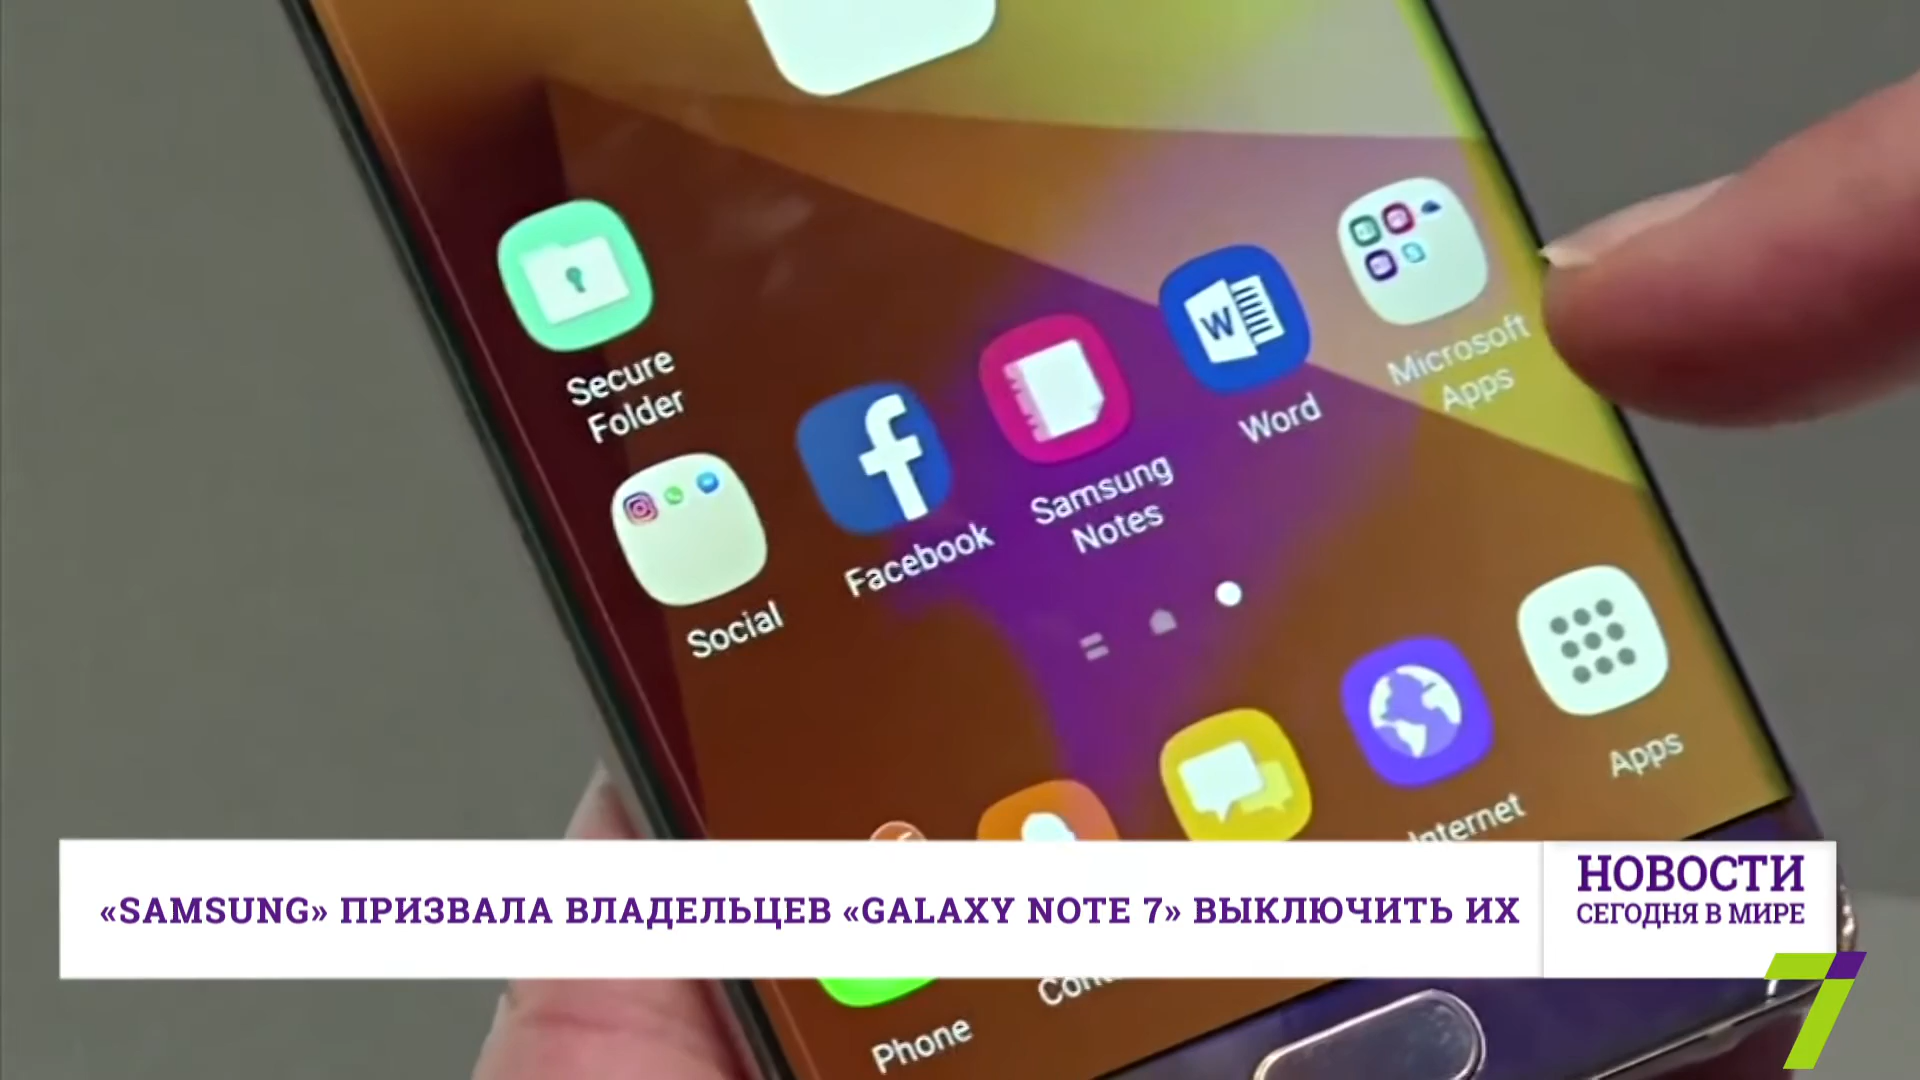 Secure
Folder
Social
Facebook
Samsung
Notes
W
Word
Microsoft
Apps
Apps
Internet
«SAMSUNG» ПРИЗВАЛА ВЛАДЕЛЬЦЕВ «GALAXY NOTE 7» ВЫКЛЮЧИТЬ ИХ
НОВОСТИ
СЕГОДНЯ В МИРЕ
7
Phone